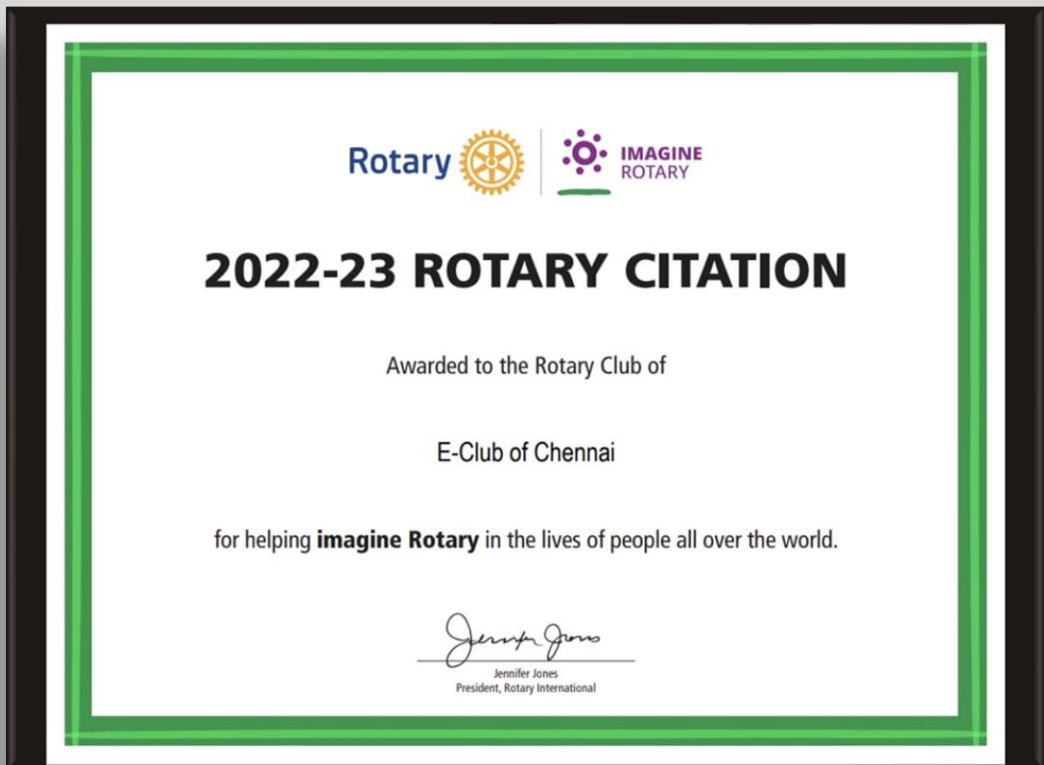 Rotary
IMAGINE
ROTARY
2022-23 ROTARY CITATION
Awarded to the Rotary Club of
E-Club of Chennai
for helping imagine Rotary in the lives of people all over the world.
Jennifer Jones
Jennifer Jones
President, Rotary International